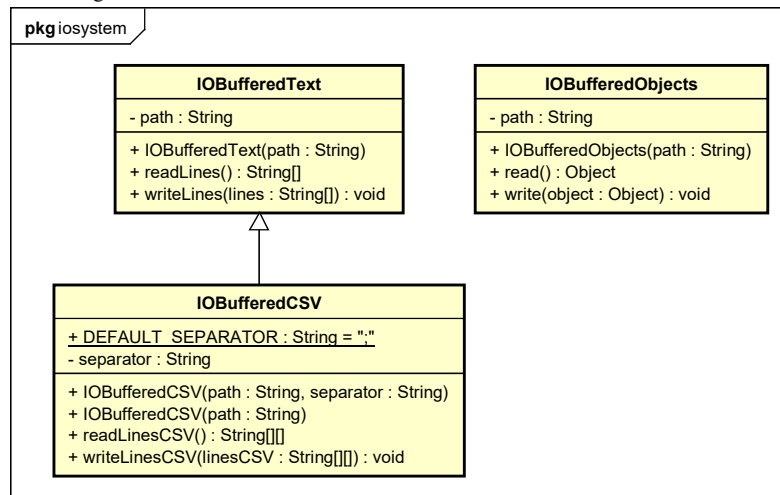 pkg iosystem
IOBufferedText
- path : String
+ IOBufferedText(path : String)
+ readLines() : String[]
+ writeLines(lines : String[]) : void
IOBufferedObjects
- path : String
+ IOBufferedObjects(path : String)
+ read() : Object
+ write(object : Object) : void
IOBufferedCSV
+ DEFAULT_SEPARATOR : String = ";"
- separator : String
+ IOBufferedCSV(path : String, separator : String)
+ IOBufferedCSV(path : String)
+ readLinesCSV() : String[][]
+ writeLinesCSV(linesCSV : String[][]) : void